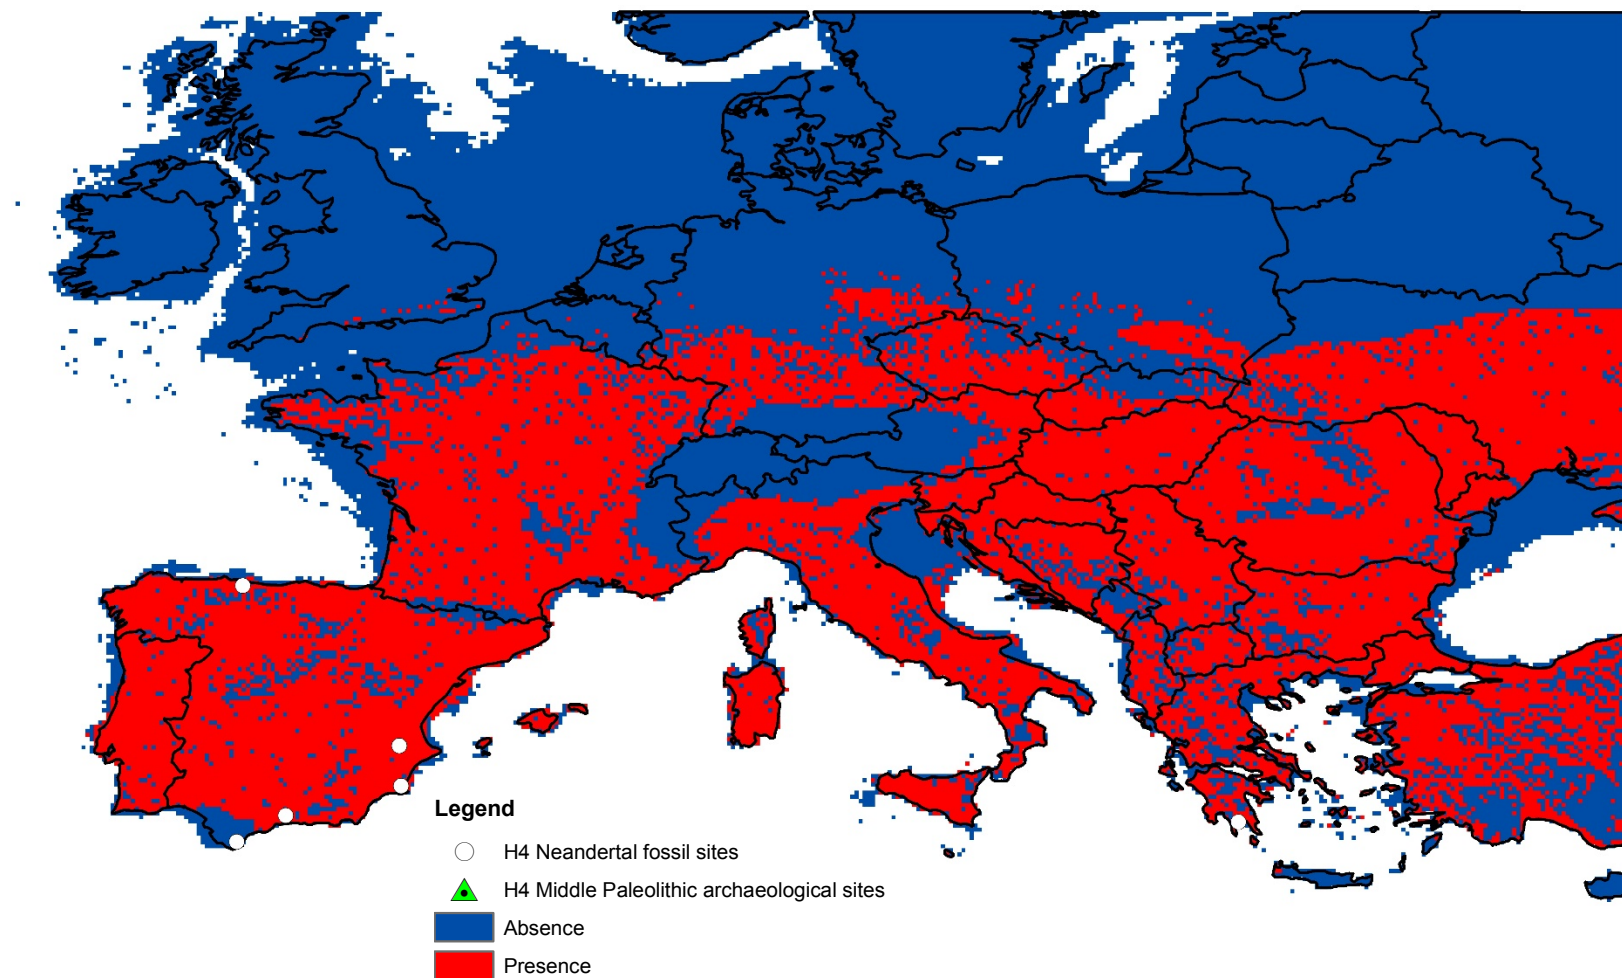 Legend
H4 Neandertal fossil sites
H4 Middle Paleolithic archaeological sites
Absence
Presence